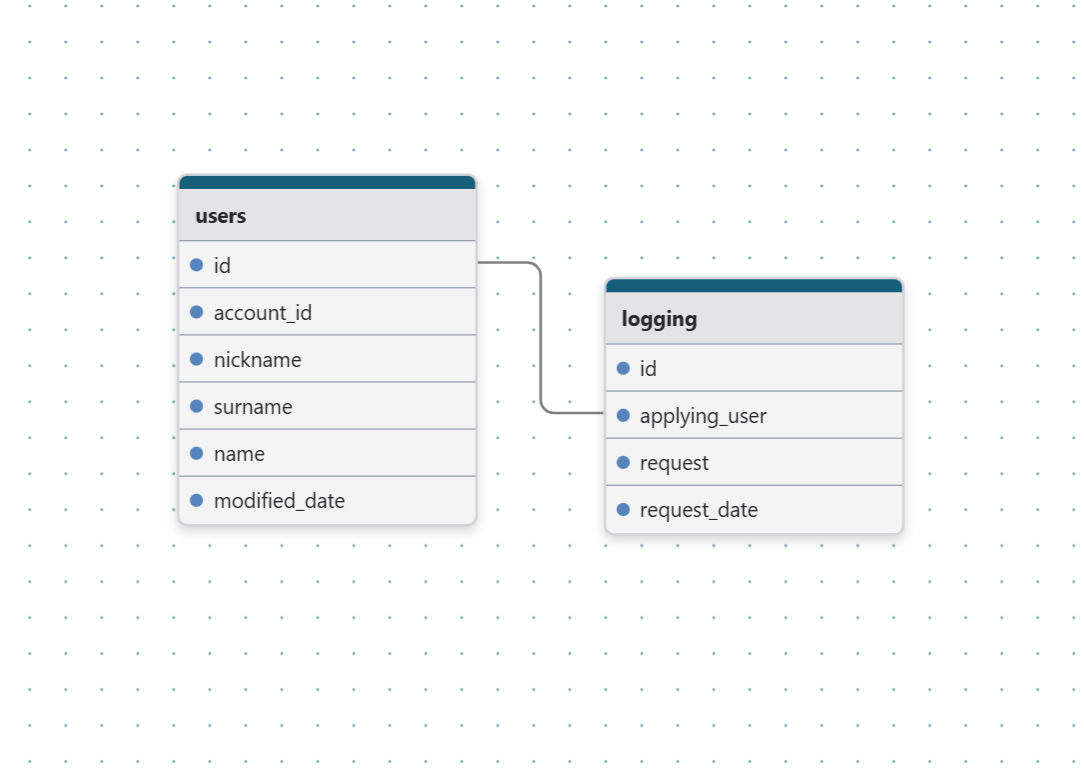 users
id
account_id
nickname
surname
name
modified_date
logging
id
applying_user
request
request_date